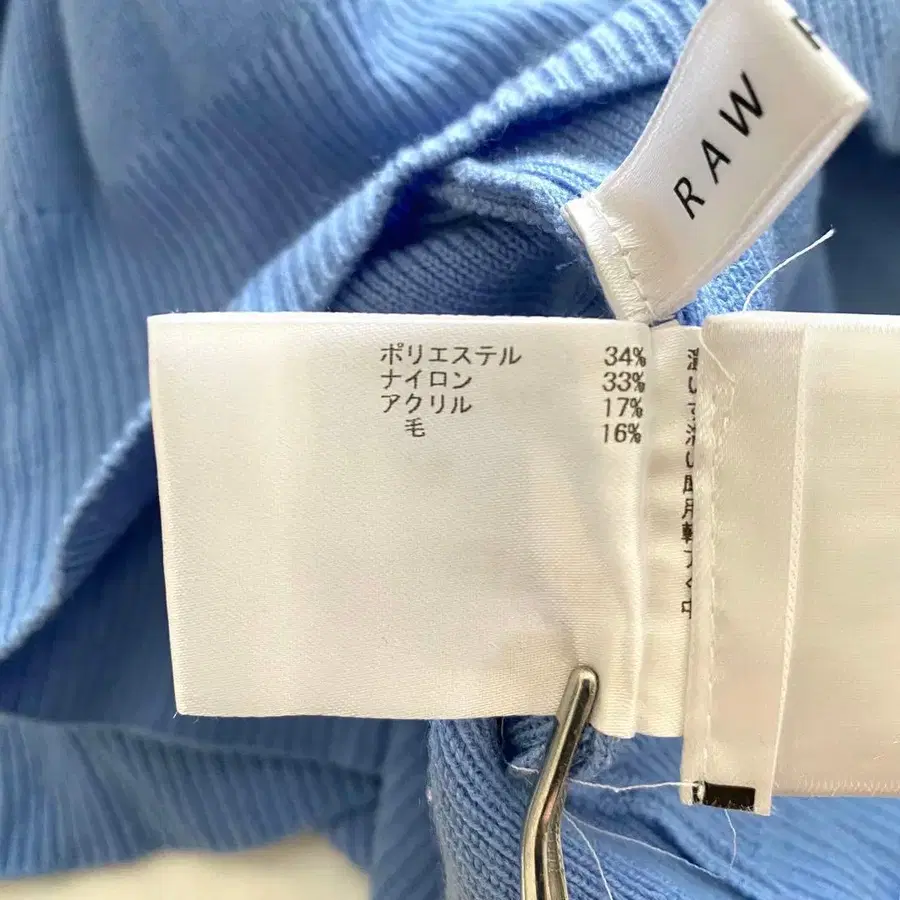 RAW
ポリエステル 34%
ナイロン 33%
アクリル 17%
毛 16%